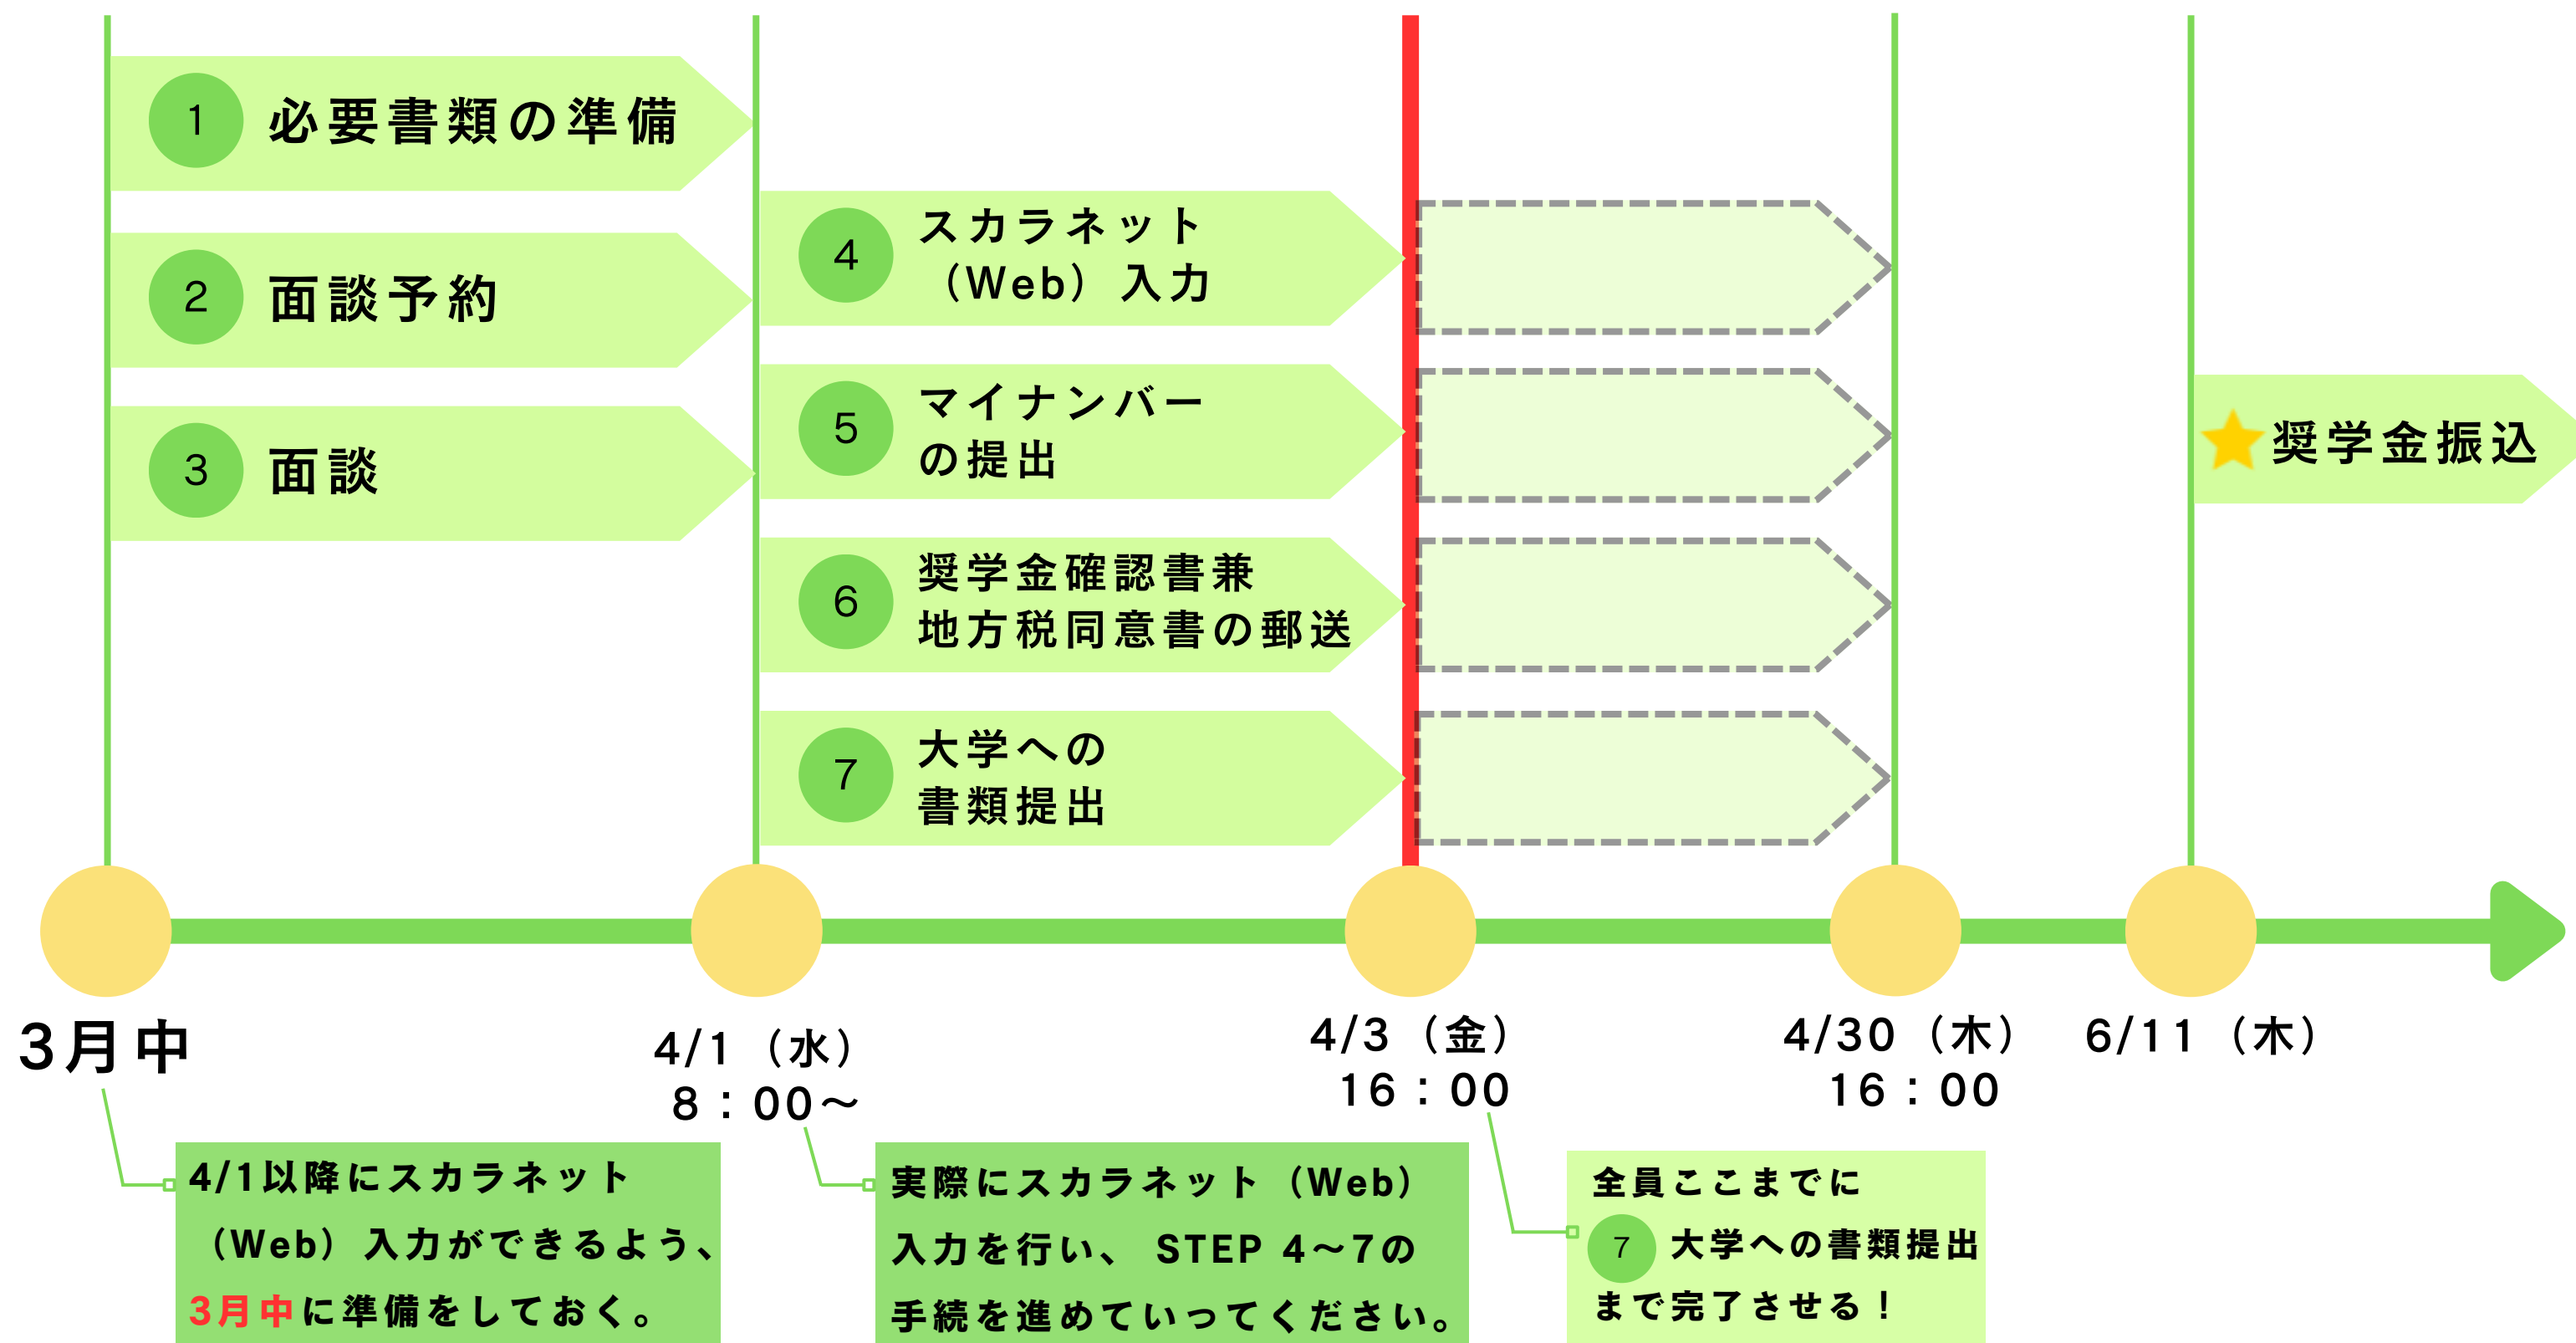 1 必要書類の準備
2 面談予約
3 面談
4 スカラネット
（Web）入力
5 マイナンバー
の提出
6 奨学金確認書兼
地方税同意書の郵送
7 大学への
書類提出
奨学金振込
3月中
4/1（水）
8：00～
4/3（金）
16：00
4/30（木）
16：00
6/11（木）
4/1以降にスカラネット
（Web）入力ができるよう、
3月中に準備をしておく。
実際にスカラネット（Web）
入力を行い、 STEP 4～7の
手続を進めていってください。
全員ここまでに
7 大学への書類提出
まで完了させる！